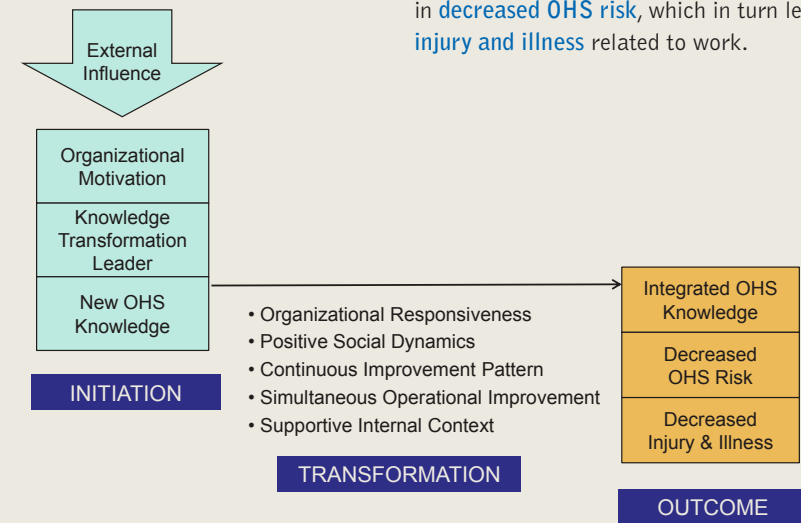 in decreased OHS risk, which in turn le
injury and illness related to work.
External
Influence
Organizational
Motivation
Knowledge
Transformation
Leader
New OHS
Knowledge
INITIATION
• Organizational Responsiveness
• Positive Social Dynamics
• Continuous Improvement Pattern
• Simultaneous Operational Improvement
• Supportive Internal Context
TRANSFORMATION
Integrated OHS
Knowledge
Decreased
OHS Risk
Decreased
Injury & Illness
OUTCOME